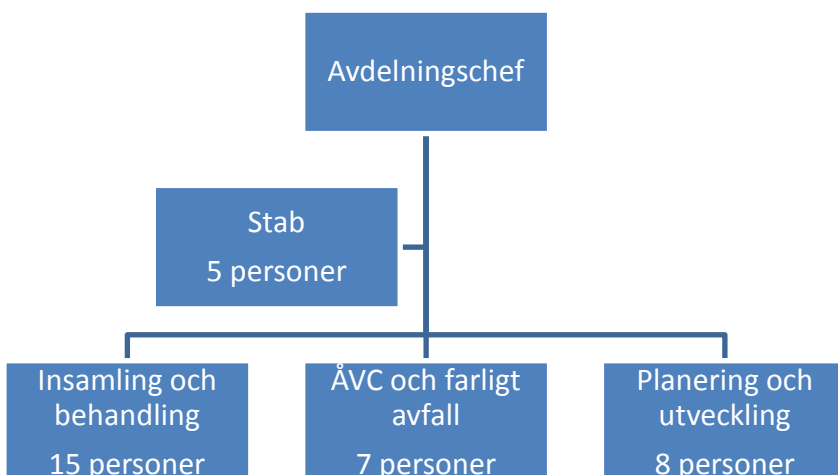 Avdelningschef
Stab
5 personer
Insamling och
behandling
15 personer
ÅVC och farligt
avfall
7 personer
Planering och
utveckling
8 personer